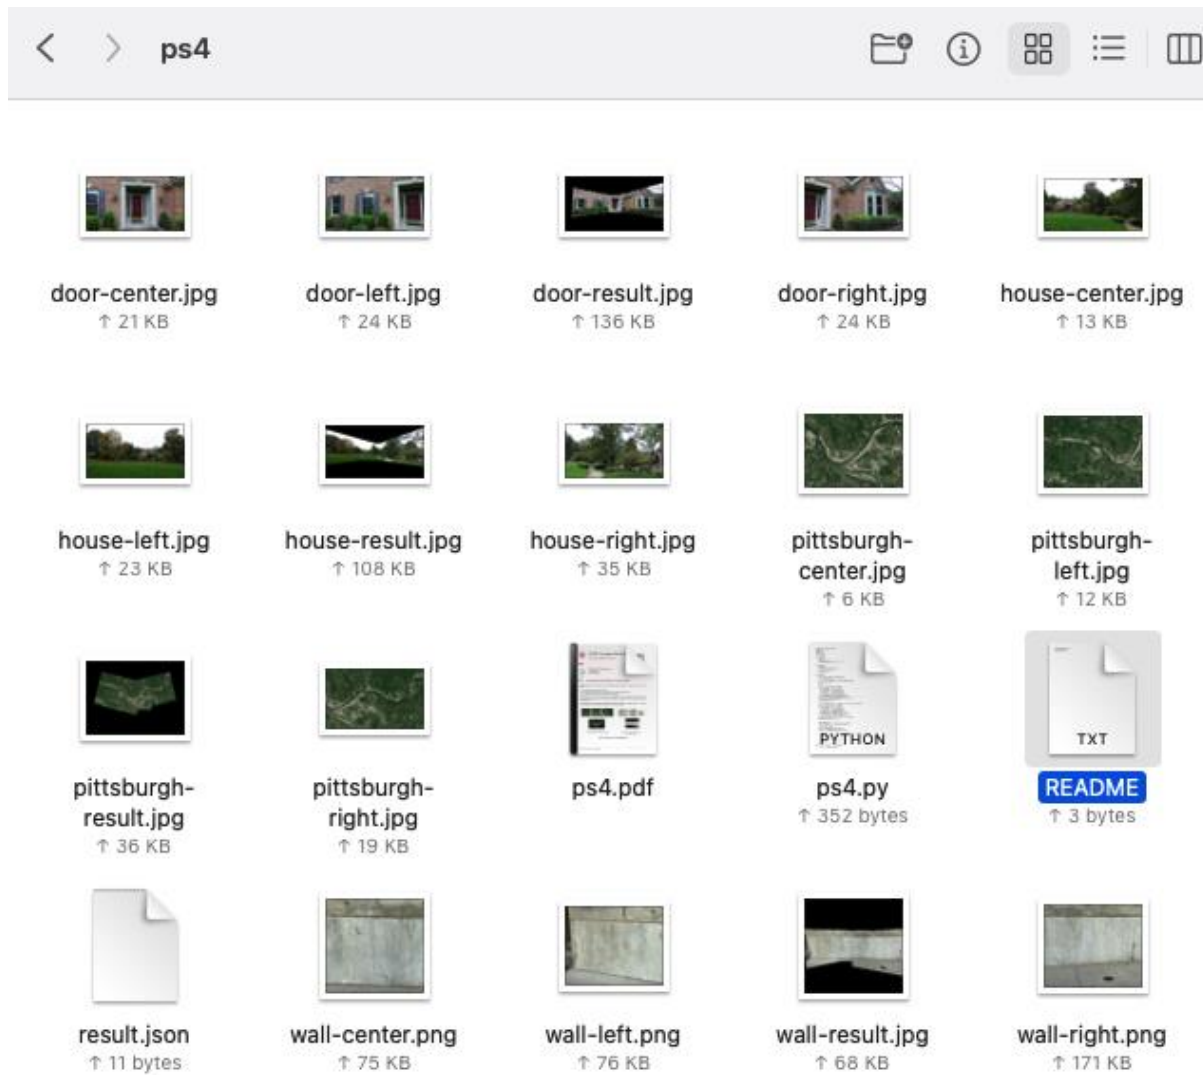 ps4
door-center.jpg
↑ 21 KB
door-left.jpg
↑ 24 KB
door-result.jpg
↑ 136 KB
door-right.jpg
↑ 24 KB
house-center.jpg
↑ 13 KB
house-left.jpg
↑ 23 KB
house-result.jpg
↑ 108 KB
house-right.jpg
↑ 35 KB
pittsburgh-
center.jpg
↑ 6 KB
pittsburgh-
left.jpg
↑ 12 KB
pittsburgh-
result.jpg
↑ 36 KB
pittsburgh-
right.jpg
↑ 19 KB
ps4.pdf
PYTHON
ps4.py
↑ 352 bytes
TXT
README
↑ 3 bytes
result.json
↑ 11 bytes
wall-center.png
↑ 75 KB
wall-left.png
↑ 76 KB
wall-result.jpg
↑ 68 KB
wall-right.png
↑ 171 KB